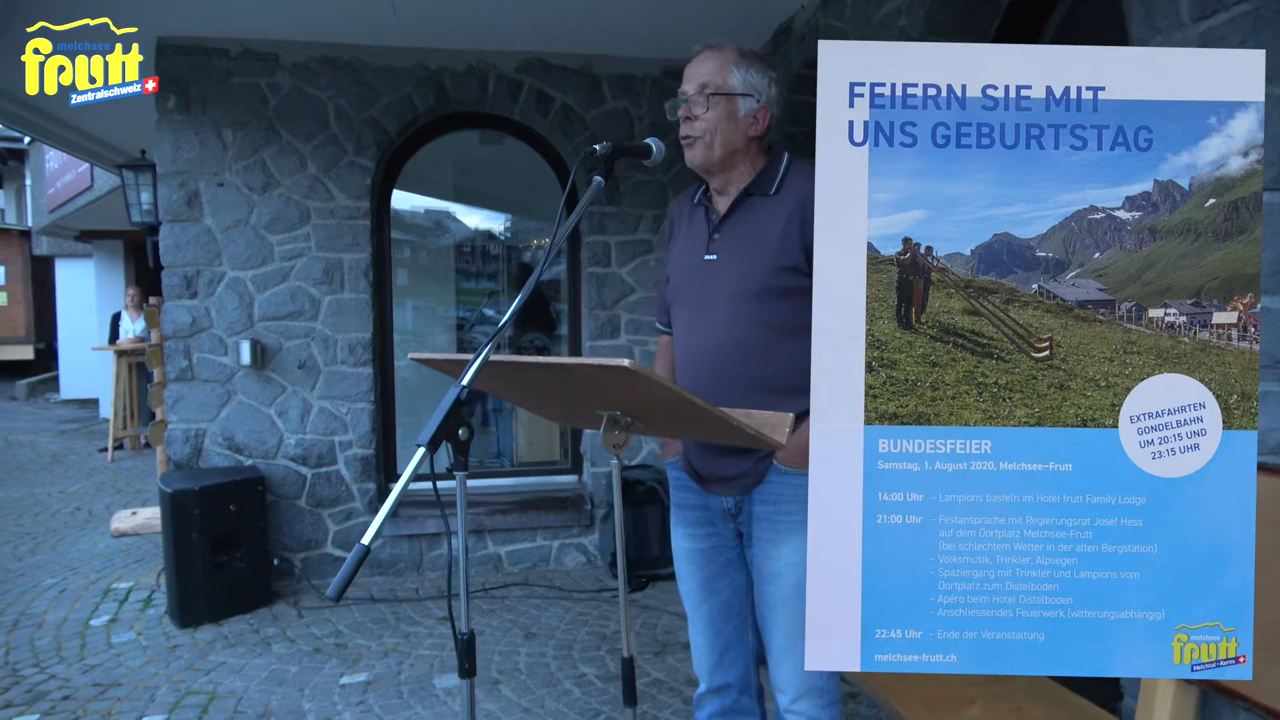 melchsee
frutt
Zentralschweiz
FEIERN SIE MIT
UNS GEBURTSTAG
EXTRAFAHRTEN
GONDELBAHN
UM 20:15 UND
23:15 UHR
BUNDESFEIER
Samstag, 1. August 2020, Melchsee-Frutt
14:00 Uhr – Lampions basteln im Hotel frutt Family Lodge
21:00 Uhr – Festansprache mit Regierungsrat Josef Hess
auf dem Dorfplatz Melchsee-Frutt
(bei schlechtem Wetter in der alten Bergstation)
– Volksmusik, Trinkler, Alpsegen
– Spaziergang mit Trinkler und Lampions vom
Dorfplatz zum Distelboden
– Apéro beim Hotel Distelboden
– Anschliessendes Feuerwerk (witterungsabhängig)
22:45 Uhr – Ende der Veranstaltung
melchsee-frutt.ch
melchsee
frutt
Melchtal • Kerns